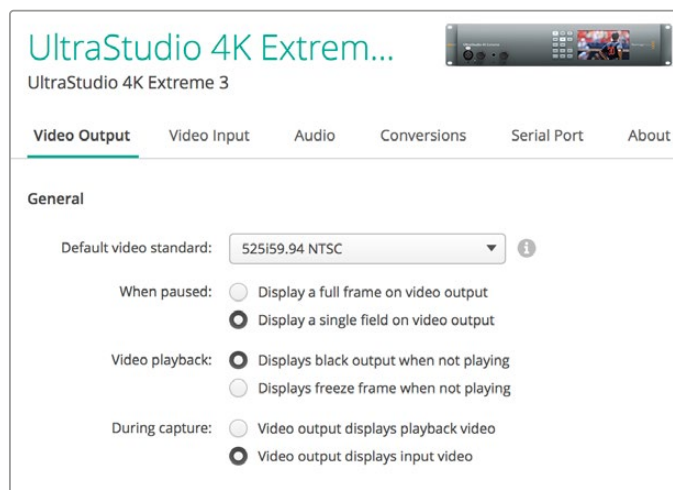 UltraStudio 4K Extrem...
UltraStudio 4K Extreme 3
Video Output Video Input Audio Conversions Serial Port About
General
Default video standard: 525i59.94 NTSC
When paused: Display a full frame on video output
Display a single field on video output
Video playback: Displays black output when not playing
Displays freeze frame when not playing
During capture: Video output displays playback video
Video output displays input video